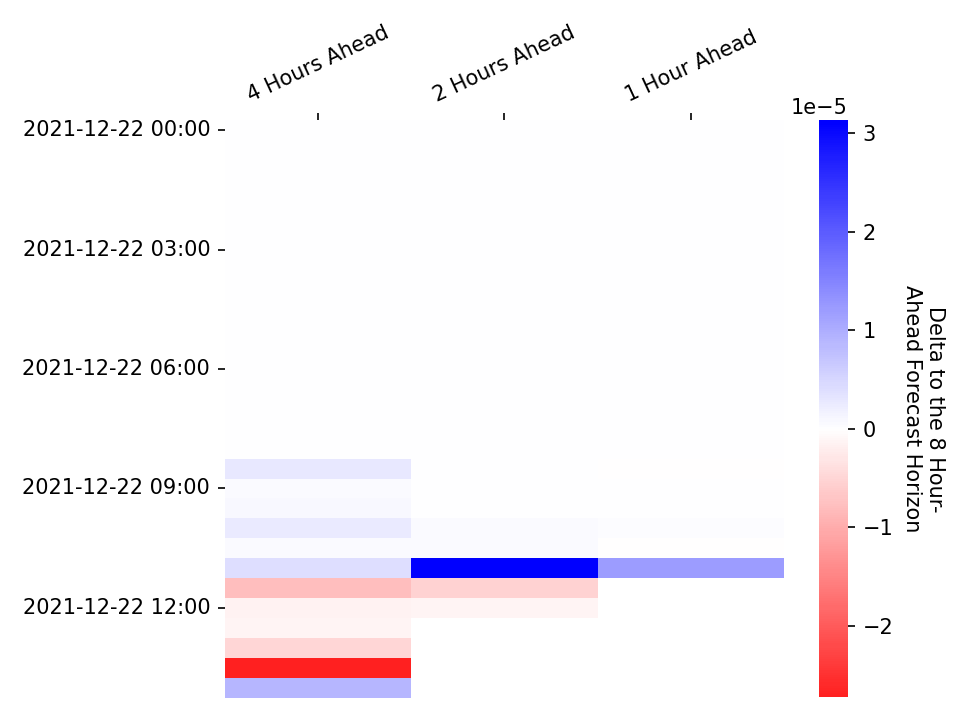 4 Hours Ahead
2 Hours Ahead
1 Hour Ahead
1e−5
2021-12-22 00:00
2021-12-22 03:00
2021-12-22 06:00
2021-12-22 09:00
2021-12-22 12:00
3
2
1
0
−1
−2
Delta to the 8 Hour-
Ahead Forecast Horizon